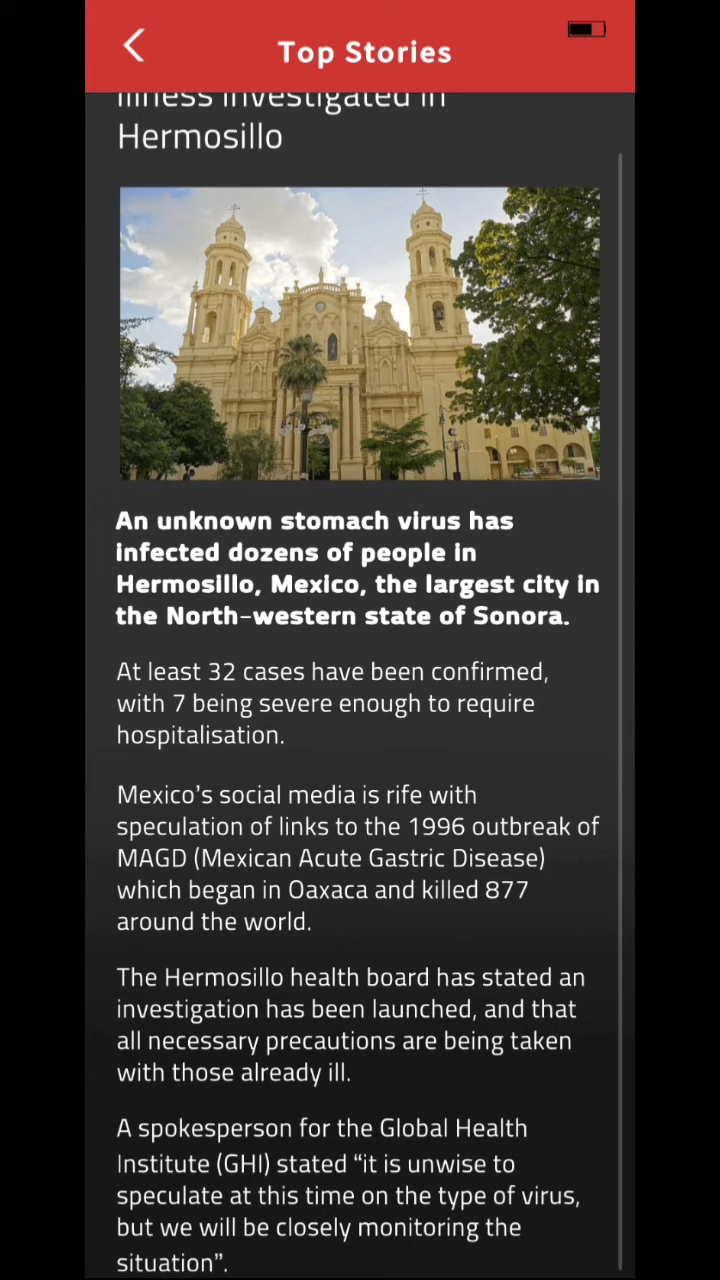 Top Stories
Illness investigated in
Hermosillo
An unknown stomach virus has
infected dozens of people in
Hermosillo, Mexico, the largest city in
the North-western state of Sonora.
At least 32 cases have been confirmed,
with 7 being severe enough to require
hospitalisation.
Mexico's social media is rife with
speculation of links to the 1996 outbreak of
MAGD (Mexican Acute Gastric Disease)
which began in Oaxaca and killed 877
around the world.
The Hermosillo health board has stated an
investigation has been launched, and that
all necessary precautions are being taken
with those already ill.
A spokesperson for the Global Health
Institute (GHI) stated “it is unwise to
speculate at this time on the type of virus,
but we will be closely monitoring the
situation”.